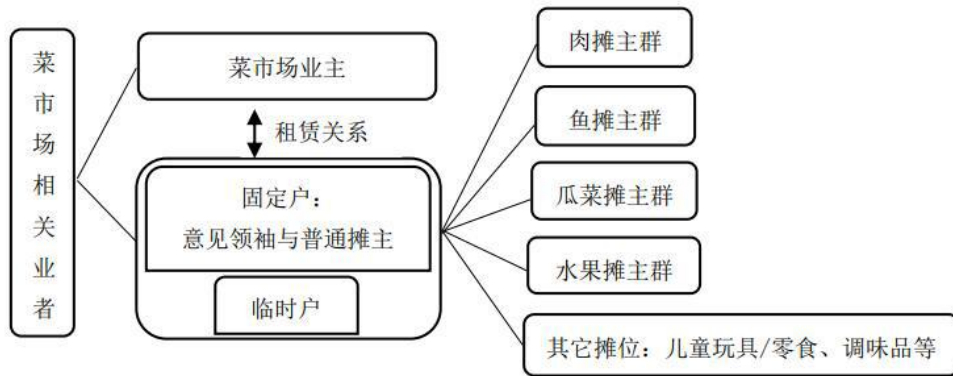 菜市场相关业者
菜市场业主
租赁关系
固定户：
意见领袖与普通摊主
临时户
肉摊主群
鱼摊主群
瓜菜摊主群
水果摊主群
其它摊位：儿童玩具/零食、调味品等